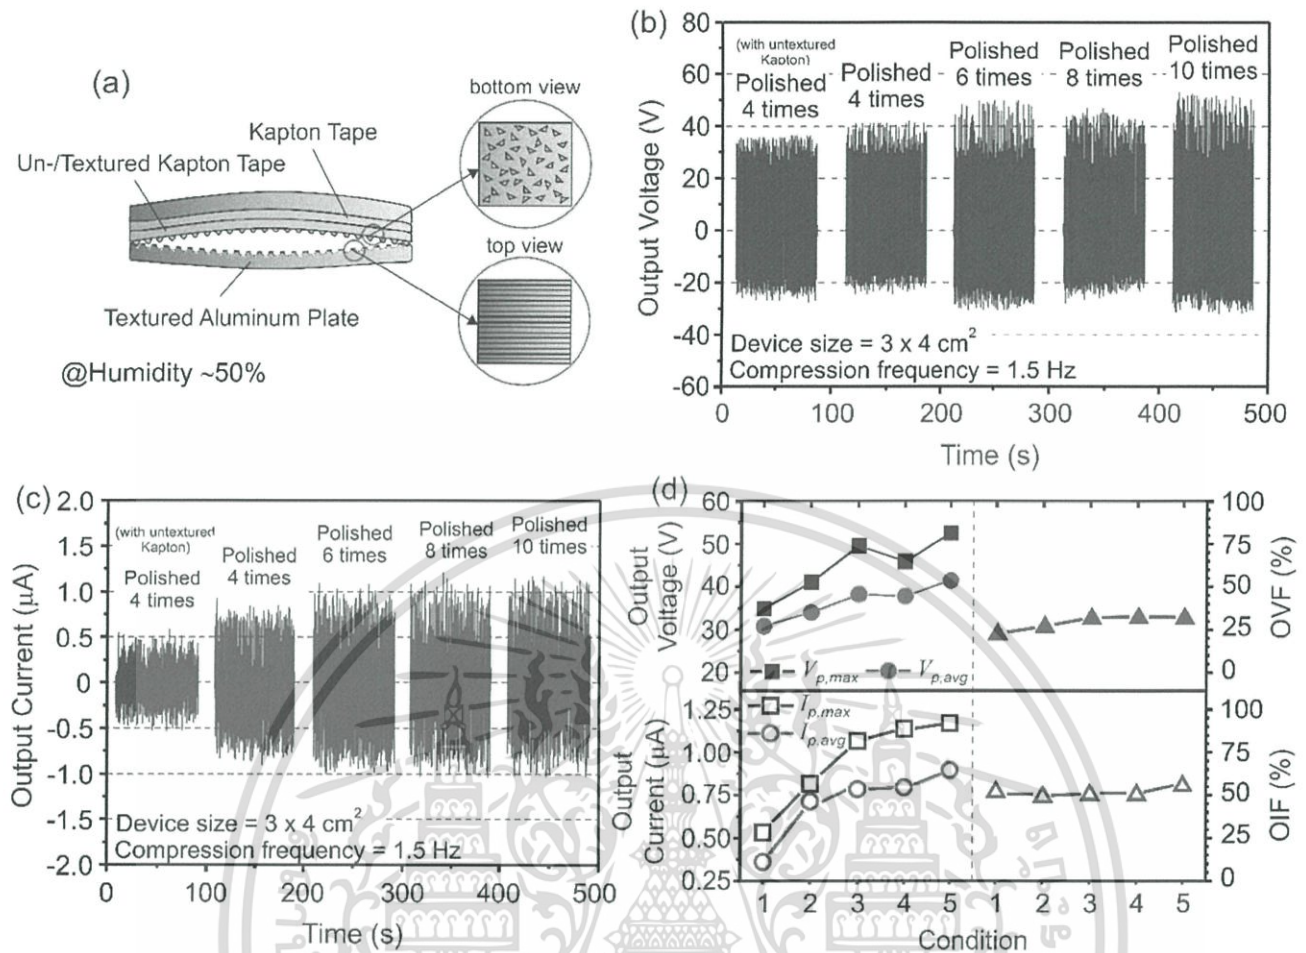 (a)
bottom view
Kapton Tape
Un-/Textured Kapton Tape
top view
Textured Aluminum Plate
@Humidity ~50%
(b)
80
60
40
20
0
-20
-40
-60
Output Voltage (V)
(with untextured
Kapton)
Polished
4 times
Polished
4 times
Polished
6 times
Polished
8 times
Polished
10 times
Device size = 3 x 4 cm²
Compression frequency = 1.5 Hz
0 100 200 300 400 500
Time (s)
(c)
2.0
1.5
1.0
0.5
0
-0.5
-1.0
-1.5
-2.0
Output Current (μA)
(with untextured
Kapton)
Polished
4 times
Polished
4 times
Polished
6 times
Polished
8 times
Polished
10 times
Device size = 3 x 4 cm²
Compression frequency = 1.5 Hz
0 100 200 300 400 500
Time (s)
(d)
60
50
40
30
20
Output
Voltage (V)
Vp,max Vp,avg
100
75
50
25
0
OVF (%)
1.25
1.00
0.75
0.50
0.25
Output
Current (μA)
Ip,max
Ip,avg
100
75
50
25
0
OIF (%)
1 2 3 4 5 1 2 3 4 5
Condition